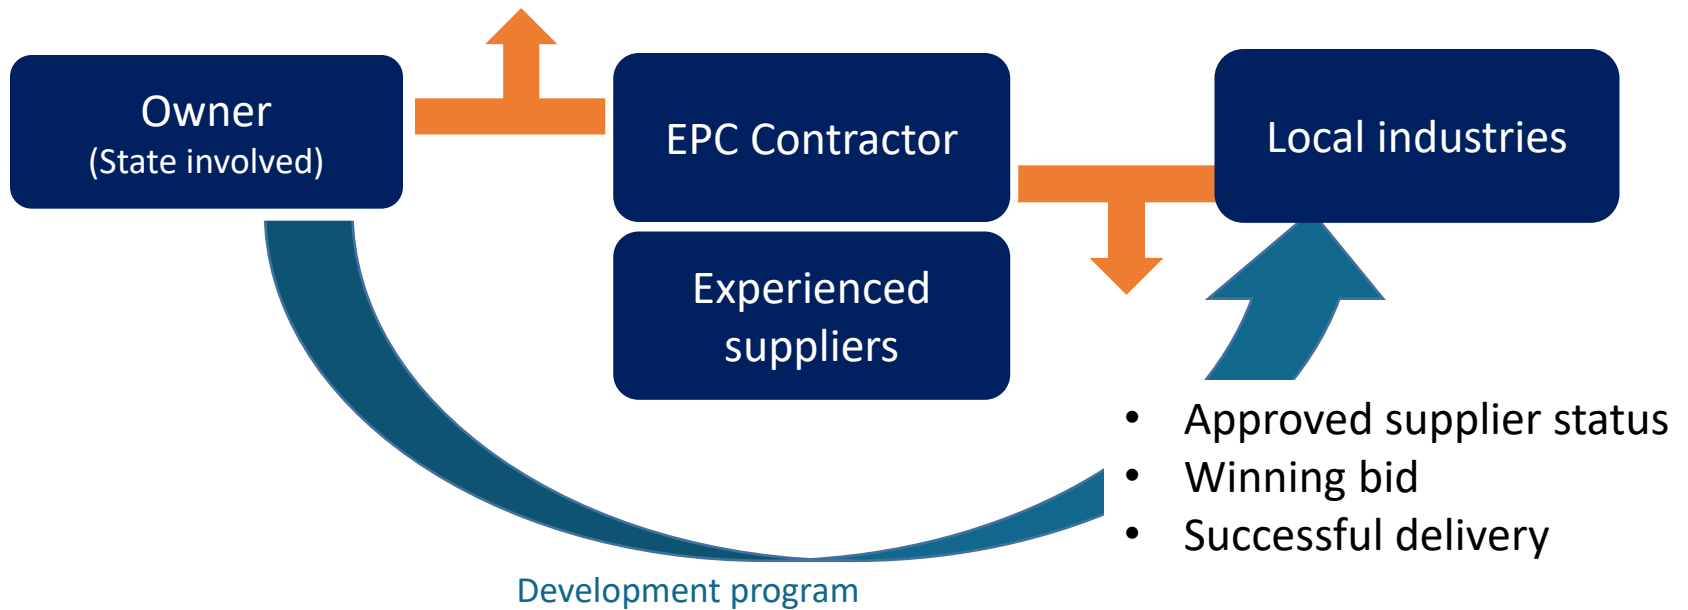 Owner
(State involved)
EPC Contractor
Local industries
Experienced
suppliers
• Approved supplier status
• Winning bid
• Successful delivery
Development program